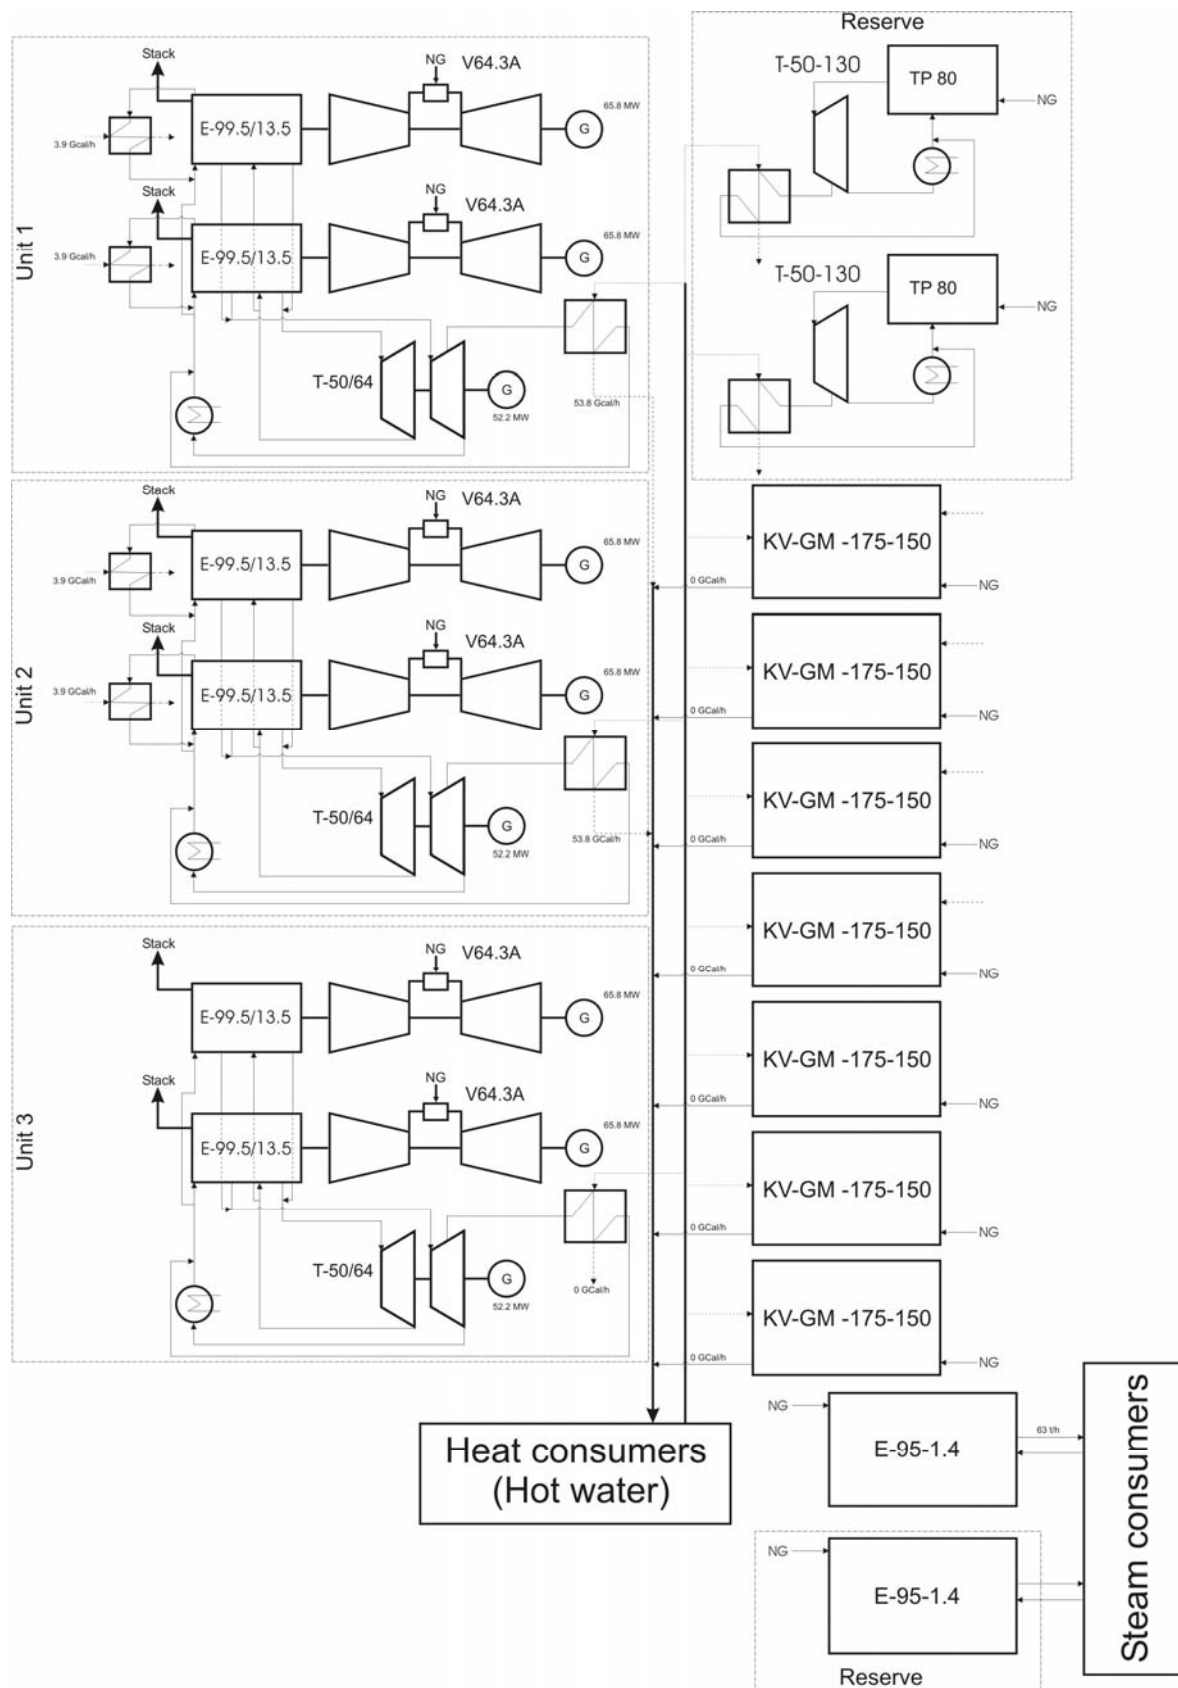 Reserve
T-50-130
TP 80
NG
T-50-130
TP 80
NG
Unit 1
Stack
NG
V64.3A
65.8 MW
E-99.5/13.5
G
3.9 Gcal/h
Stack
NG
V64.3A
65.8 MW
E-99.5/13.5
G
3.9 Gcal/h
T-50/64
G
52.2 MW
53.8 Gcal/h
Unit 2
Stack
NG
V64.3A
65.8 MW
E-99.5/13.5
G
3.9 GCal/h
Stack
NG
V64.3A
65.8 MW
E-99.5/13.5
G
3.9 GCal/h
T-50/64
G
52.2 MW
53.8 GCal/h
Unit 3
Stack
NG
V64.3A
65.8 MW
E-99.5/13.5
G
Stack
NG
V64.3A
65.8 MW
E-99.5/13.5
G
T-50/64
G
52.2 MW
0 GCal/h
KV-GM -175-150
0 GCal/h
NG
KV-GM -175-150
0 GCal/h
NG
KV-GM -175-150
0 GCal/h
NG
KV-GM -175-150
0 GCal/h
NG
KV-GM -175-150
0 GCal/h
NG
KV-GM -175-150
0 GCal/h
NG
KV-GM -175-150
0 GCal/h
NG
Heat consumers
(Hot water)
NG
E-95-1.4
63 t/h
NG
E-95-1.4
Reserve
Steam consumers